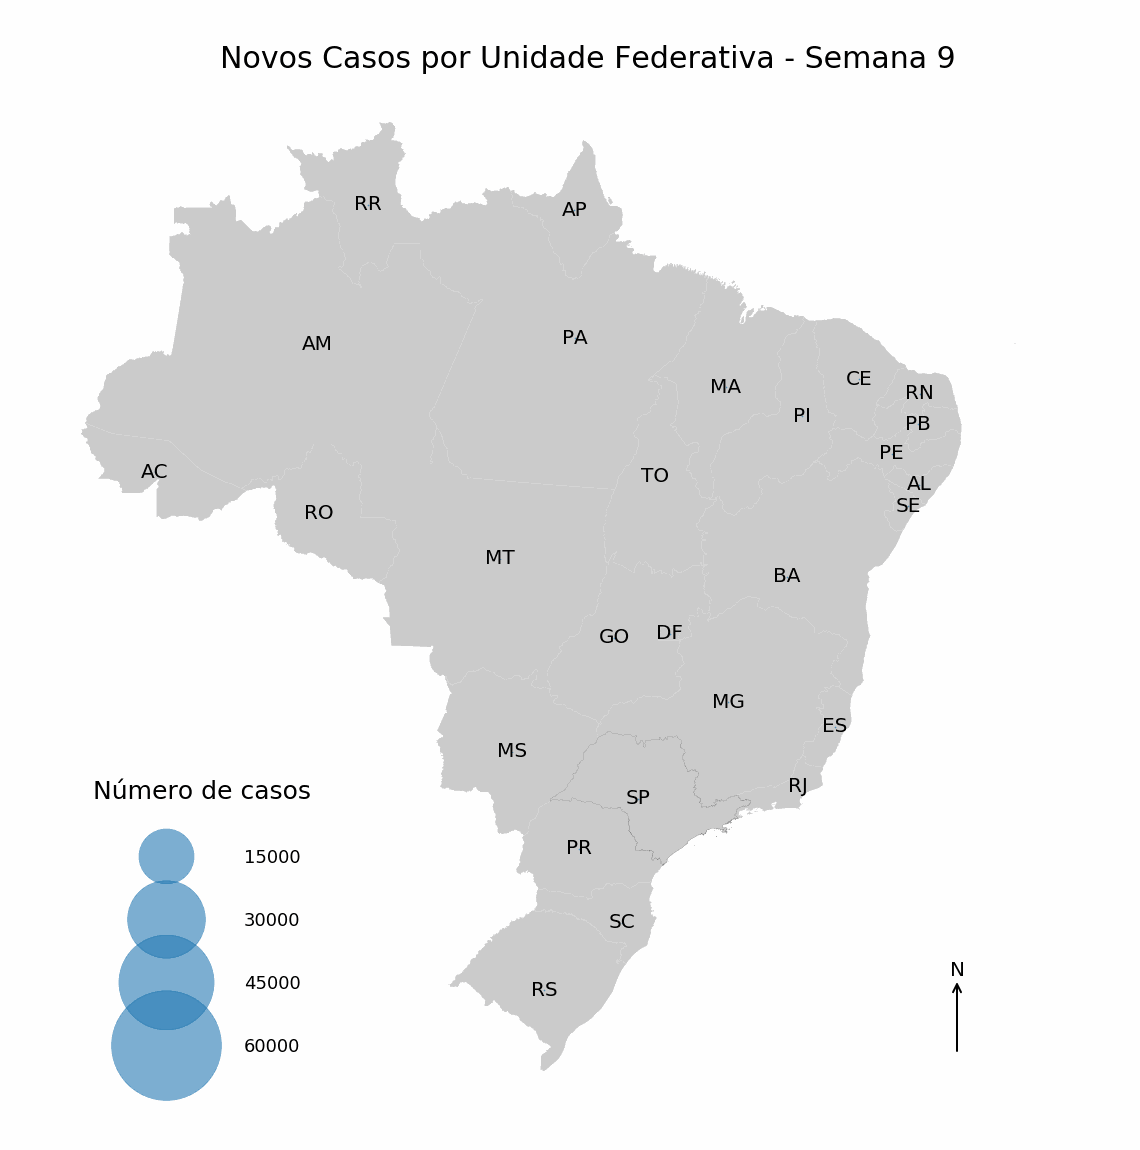 Novos Casos por Unidade Federativa - Semana 9
RR
AP
AM
PA
MA
CE
RN
PI
PB
PE
AC
TO
AL
SE
RO
MT
BA
GO
DF
MG
ES
MS
RJ
SP
PR
SC
RS
Número de casos
15000
30000
45000
60000
N